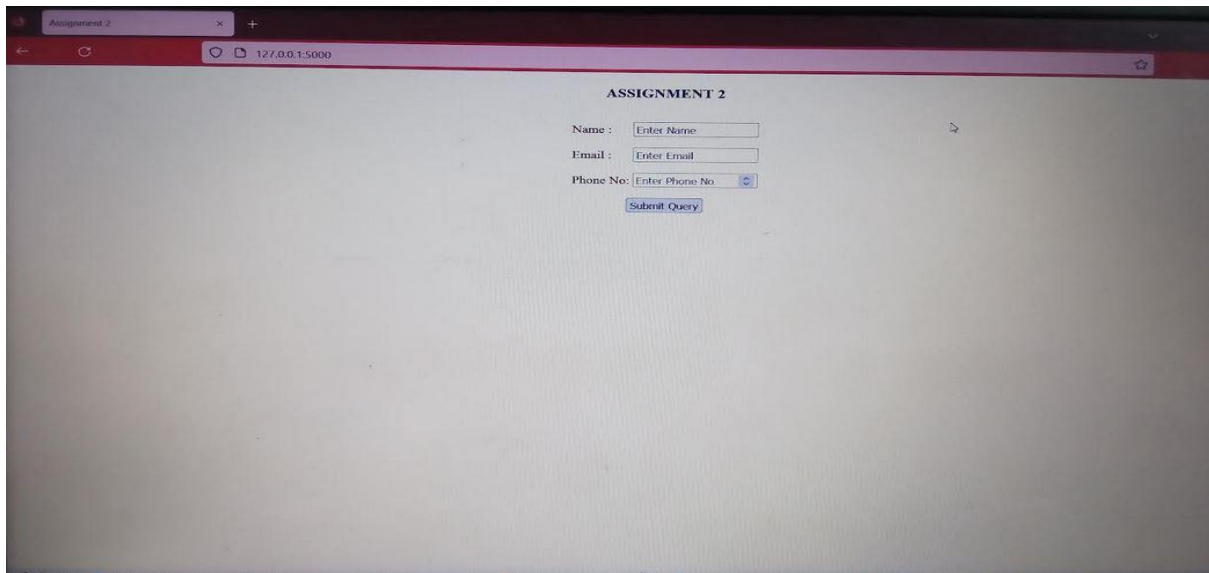 Assignment 2
127.0.0.1:5000
ASSIGNMENT 2
Name : Enter Name
Email : Enter Email
Phone No: Enter Phone No
Submit Query